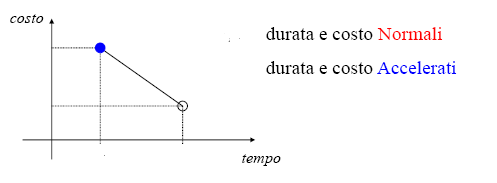 costo
durata e costo Normali
durata e costo Accelerati
tempo